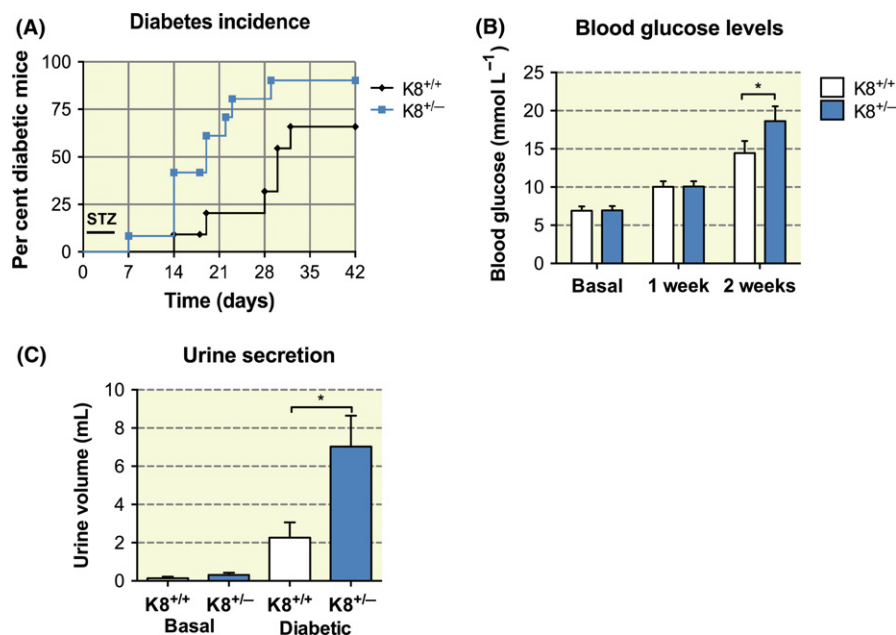 (A)
Diabetes incidence
Per cent diabetic mice
100
75
50
25
0
STZ
0
7
14
21
28
35
42
Time (days)
K8+/+
K8+/–
(B)
Blood glucose levels
Blood glucose (mmol L–1)
25
20
15
10
5
0
*
Basal
1 week
2 weeks
K8+/+
K8+/–
(C)
Urine secretion
Urine volume (mL)
10
8
6
4
2
0
*
K8+/+ K8+/– K8+/+ K8+/–
Basal Diabetic